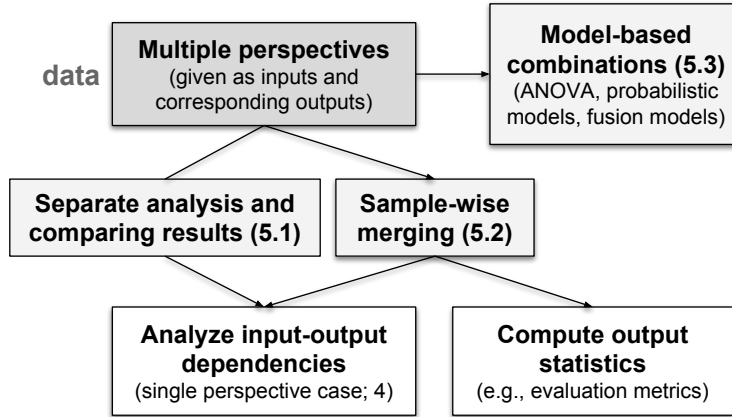 data
Multiple perspectives
(given as inputs and
corresponding outputs)
Model-based
combinations (5.3)
(ANOVA, probabilistic
models, fusion models)
Separate analysis and
comparing results (5.1)
Sample-wise
merging (5.2)
Analyze input-output
dependencies
(single perspective case; 4)
Compute output
statistics
(e.g., evaluation metrics)